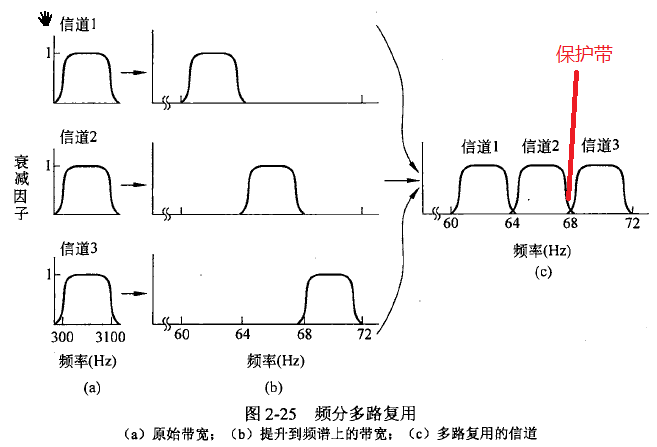 信道1
1
信道2
1
衰减因子
信道3
1
300 3100
频率(Hz)
(a)
60 64 68 72
频率(Hz)
(b)
保护带
信道1 信道2 信道3
60 64 68 72
频率(Hz)
(c)
图 2-25 频分多路复用
(a) 原始带宽；(b) 提升到频谱上的带宽；(c) 多路复用的信道